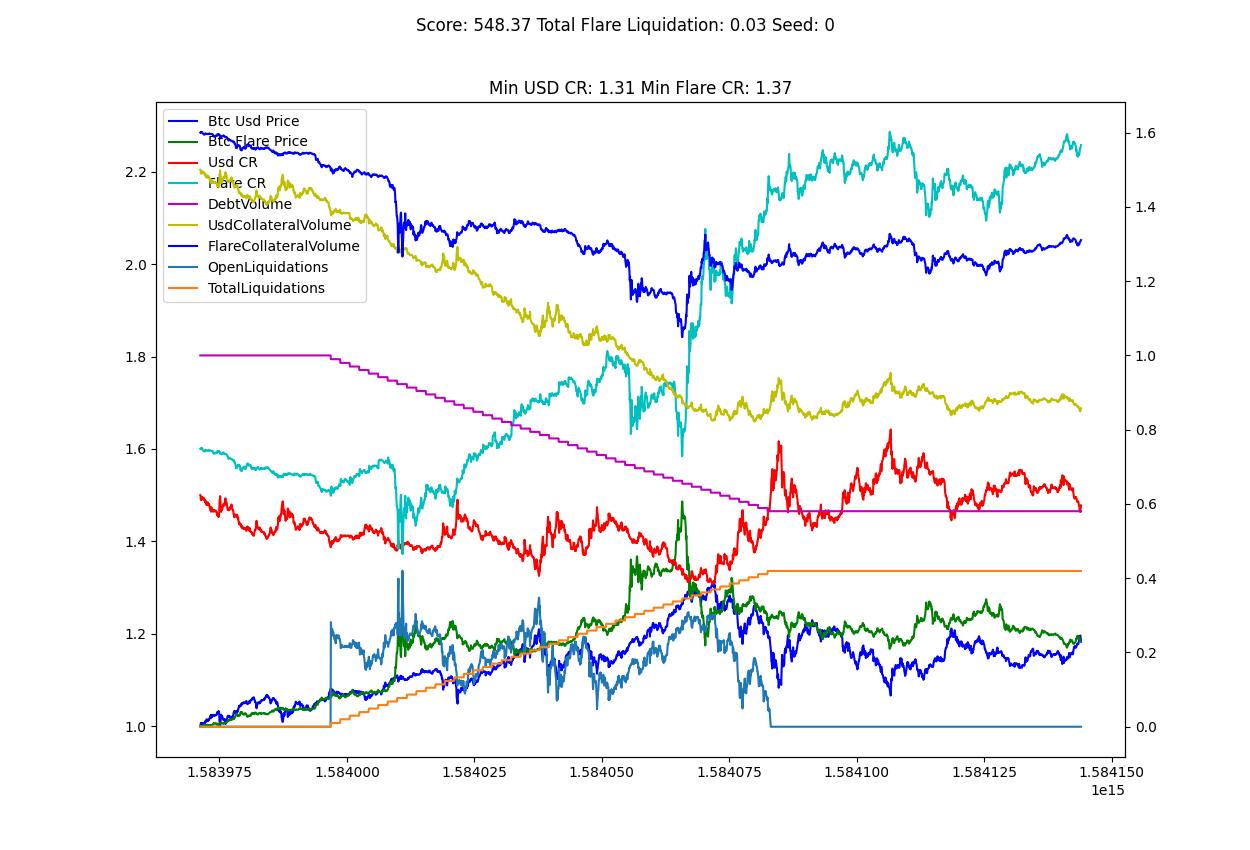 Score: 548.37 Total Flare Liquidation: 0.03 Seed: 0
Min USD CR: 1.31 Min Flare CR: 1.37
Btc Usd Price
Btc Flare Price
Usd CR
Flare CR
DebtVolume
UsdCollateralVolume
FlareCollateralVolume
OpenLiquidations
TotalLiquidations
2.2
2.0
1.8
1.6
1.4
1.2
1.0
1.6
1.4
1.2
1.0
0.8
0.6
0.4
0.2
0.0
1.583975 1.584000 1.584025 1.584050 1.584075 1.584100 1.584125 1.584150
1e15